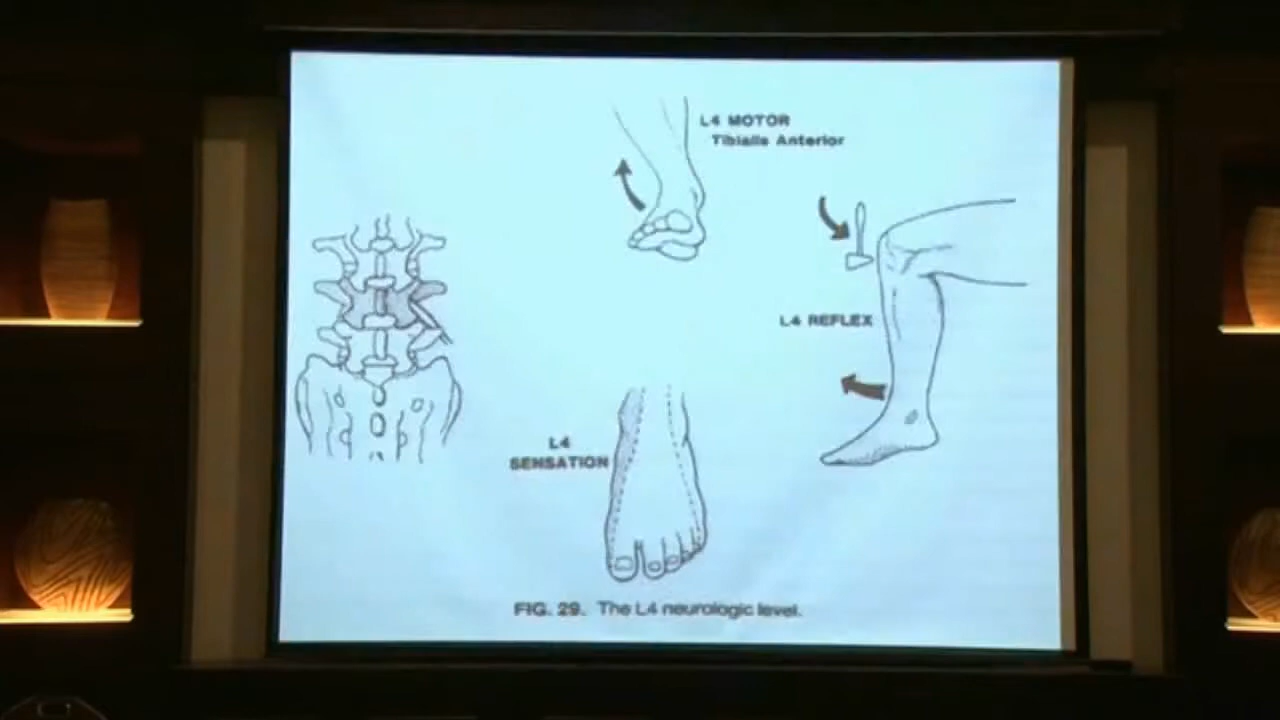 L4 MOTOR
Tibialis Anterior
L4 REFLEX
L4
SENSATION
FIG. 29. The L4 neurologic level.